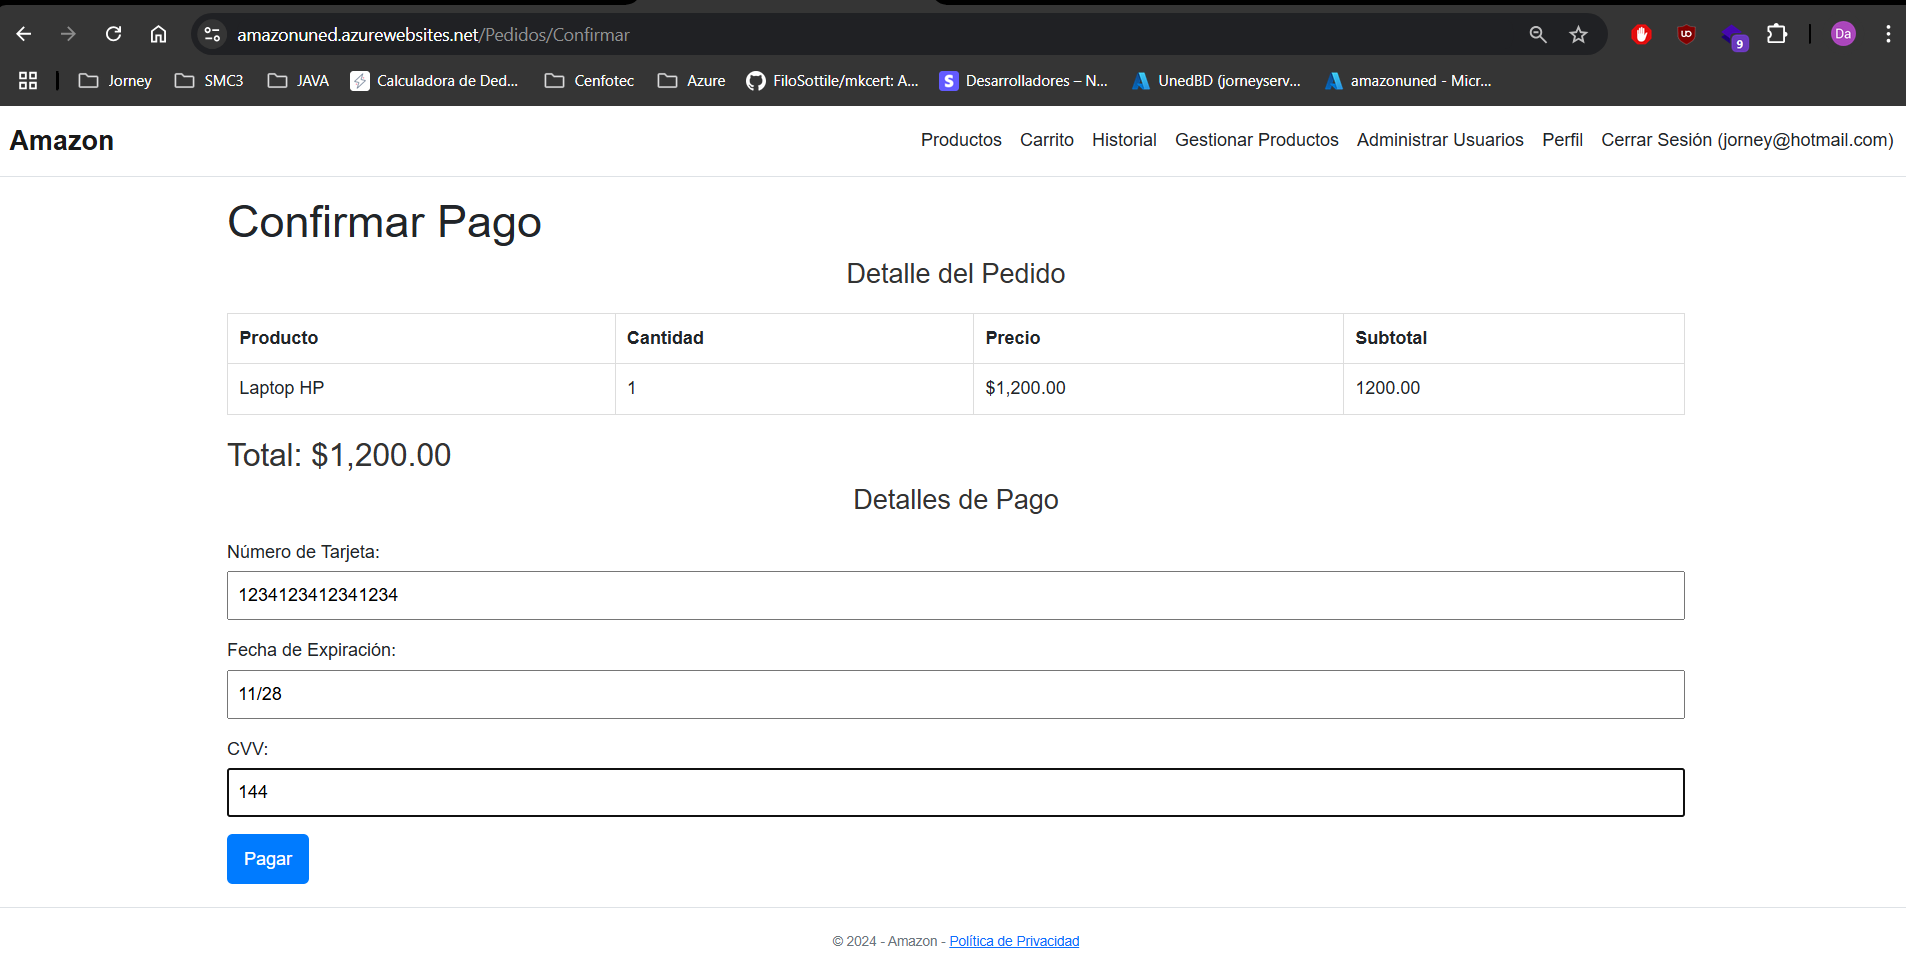 amazonuned.azurewebsites.net/Pedidos/Confirmar
9
Da
Jorney SMC3 JAVA Calculadora de Ded... Cenfotec Azure FiloSottile/mkcert: A... S Desarrolladores – N... UnedBD (jorneyserv... amazonuned - Micr...
Amazon Productos Carrito Historial Gestionar Productos Administrar Usuarios Perfil Cerrar Sesión (jorney@hotmail.com)
Confirmar Pago
Detalle del Pedido
Producto Cantidad Precio Subtotal
Laptop HP 1 $1,200.00 1200.00
Total: $1,200.00
Detalles de Pago
Número de Tarjeta:
1234123412341234
Fecha de Expiración:
11/28
CVV:
144
Pagar
© 2024 - Amazon - Política de Privacidad